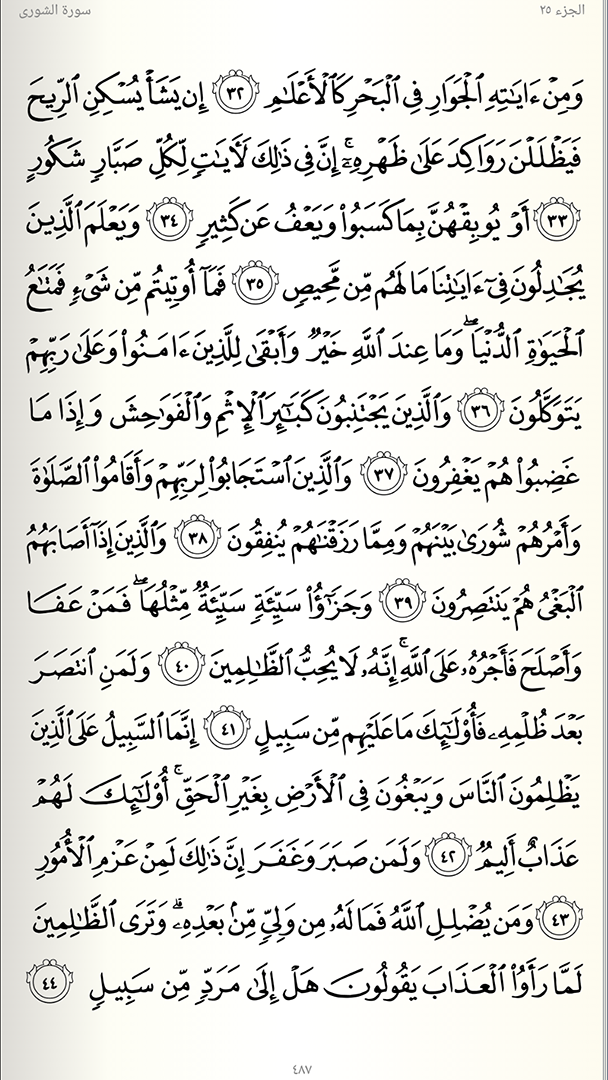 سورة الشورى الجزء ٢٥
وَمِنْ ءَايَٰتِهِ ٱلْجَوَارِ فِى ٱلْبَحْرِ كَٱلْأَعْلَٰمِ ٣٢ إِن يَشَأْ يُسْكِنِ ٱلرِّيحَ
فَيَظْلَلْنَ رَوَاكِدَ عَلَىٰ ظَهْرِهِۦٓ ۚ إِنَّ فِى ذَٰلِكَ لَءَايَٰتٍ لِّكُلِّ صَبَّارٍ شَكُورٍ
٣٣ أَوْ يُوبِقْهُنَّ بِمَا كَسَبُوا۟ وَيَعْفُ عَن كَثِيرٍ ٣٤ وَيَعْلَمَ ٱلَّذِينَ
يُجَٰدِلُونَ فِىٓ ءَايَٰتِنَا مَا لَهُم مِّن مَّحِيصٍ ٣٥ فَمَآ أُوتِيتُم مِّن شَىْءٍ فَمَتَٰعُ
ٱلْحَيَوٰةِ ٱلدُّنْيَا ۖ وَمَا عِندَ ٱللَّهِ خَيْرٌ وَأَبْقَىٰ لِلَّذِينَ ءَامَنُوا۟ وَعَلَىٰ رَبِّهِمْ
يَتَوَكَّلُونَ ٣٦ وَٱلَّذِينَ يَجْتَنِبُونَ كَبَٰٓئِرَ ٱلْإِثْمِ وَٱلْفَوَٰحِشَ وَإِذَا مَا
غَضِبُوا۟ هُمْ يَغْفِرُونَ ٣٧ وَٱلَّذِينَ ٱسْتَجَابُوا۟ لِرَبِّهِمْ وَأَقَامُوا۟ ٱلصَّلَوٰةَ
وَأَمْرُهُمْ شُورَىٰ بَيْنَهُمْ وَمِمَّا رَزَقْنَٰهُمْ يُنفِقُونَ ٣٨ وَٱلَّذِينَ إِذَآ أَصَابَهُمُ
ٱلْبَغْىُ هُمْ يَنتَصِرُونَ ٣٩ وَجَزَٰٓؤُا۟ سَيِّئَةٍ سَيِّئَةٌ مِّثْلُهَا ۖ فَمَنْ عَفَا
وَأَصْلَحَ فَأَجْرُهُۥ عَلَى ٱللَّهِ ۚ إِنَّهُۥ لَا يُحِبُّ ٱلظَّٰلِمِينَ ٤٠ وَلَمَنِ ٱنتَصَرَ
بَعْدَ ظُلْمِهِۦ فَأُو۟لَٰٓئِكَ مَا عَلَيْهِم مِّن سَبِيلٍ ٤١ إِنَّمَا ٱلسَّبِيلُ عَلَى ٱلَّذِينَ
يَظْلِمُونَ ٱلنَّاسَ وَيَبْغُونَ فِى ٱلْأَرْضِ بِغَيْرِ ٱلْحَقِّ ۚ أُو۟لَٰٓئِكَ لَهُمْ
عَذَابٌ أَلِيمٌ ٤٢ وَلَمَن صَبَرَ وَغَفَرَ إِنَّ ذَٰلِكَ لَمِنْ عَزْمِ ٱلْأُمُورِ
٤٣ وَمَن يُضْلِلِ ٱللَّهُ فَمَا لَهُۥ مِن وَلِىٍّ مِّنۢ بَعْدِهِۦ ۗ وَتَرَى ٱلظَّٰلِمِينَ
لَمَّا رَأَوُا۟ ٱلْعَذَابَ يَقُولُونَ هَلْ إِلَىٰ مَرَدٍّ مِّن سَبِيلٍ ٤٤
٤٨٧